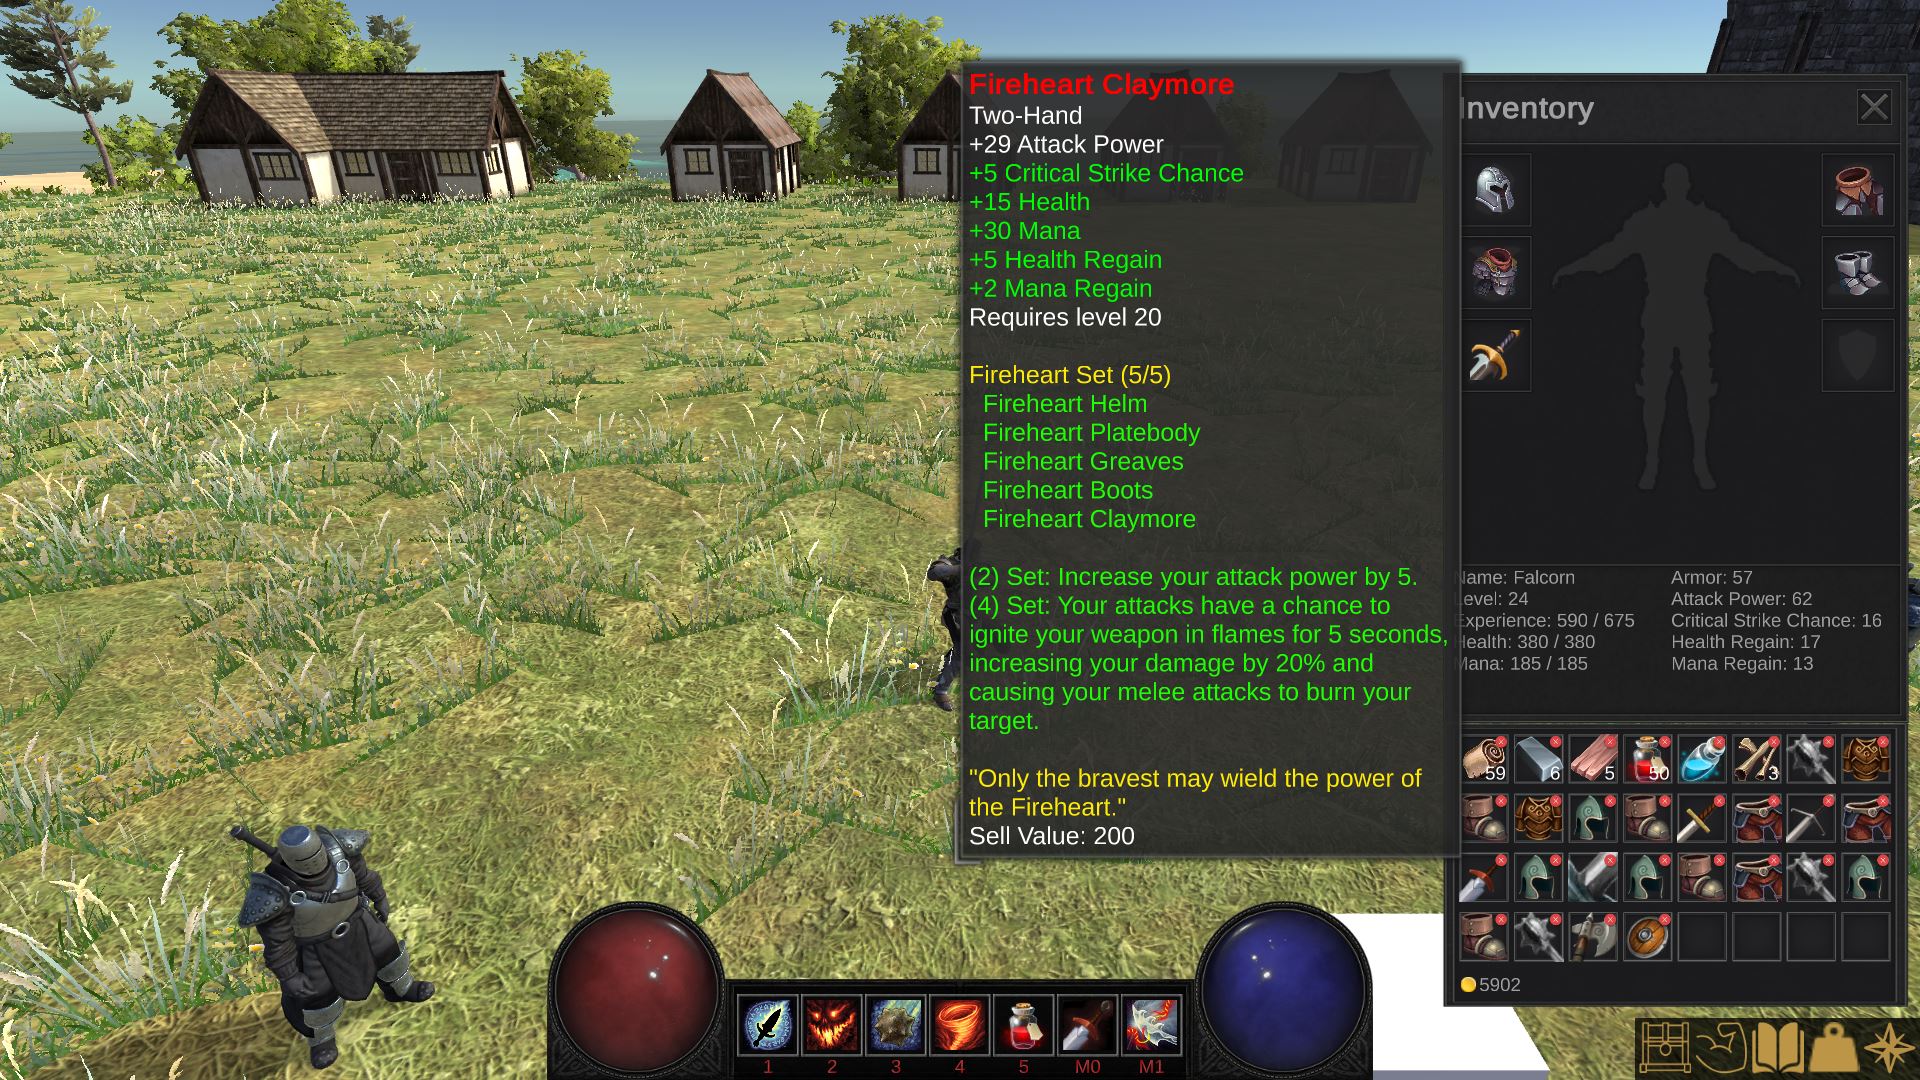 Fireheart Claymore
Two-Hand
+29 Attack Power
+5 Critical Strike Chance
+15 Health
+30 Mana
+5 Health Regain
+2 Mana Regain
Requires level 20
Fireheart Set (5/5)
Fireheart Helm
Fireheart Platebody
Fireheart Greaves
Fireheart Boots
Fireheart Claymore
(2) Set: Increase your attack power by 5.
(4) Set: Your attacks have a chance to
ignite your weapon in flames for 5 seconds,
increasing your damage by 20% and
causing your melee attacks to burn your
target.
"Only the bravest may wield the power of
the Fireheart."
Sell Value: 200
Inventory
Name: Falcorn
Level: 24
Experience: 590 / 675
Health: 380 / 380
Mana: 185 / 185
Armor: 57
Attack Power: 62
Critical Strike Chance: 16
Health Regain: 17
Mana Regain: 13
59
6
5
50
3
5902
1
2
3
4
5
M0
M1